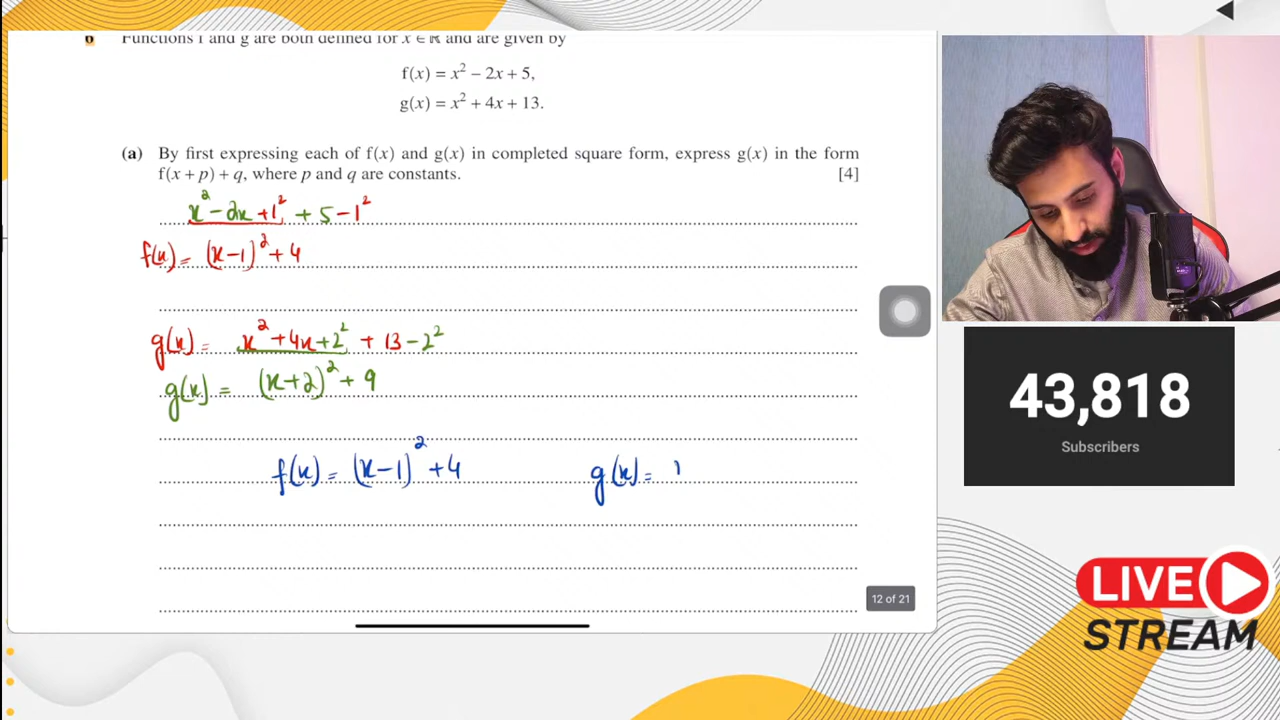 6 Functions f and g are both defined for x ∈ ℝ and are given by
f(x) = x² − 2x + 5,
g(x) = x² + 4x + 13.
(a) By first expressing each of f(x) and g(x) in completed square form, express g(x) in the form
f(x + p) + q, where p and q are constants. [4]
x² − 2x + 1² + 5 − 1²
f(x) = (x−1)² + 4
g(x) = x² + 4x + 2² + 13 − 2²
g(x) = (x+2)² + 9
f(x) = (x−1)² + 4 g(x) =
12 of 21
43,818
Subscribers
LIVE
STREAM